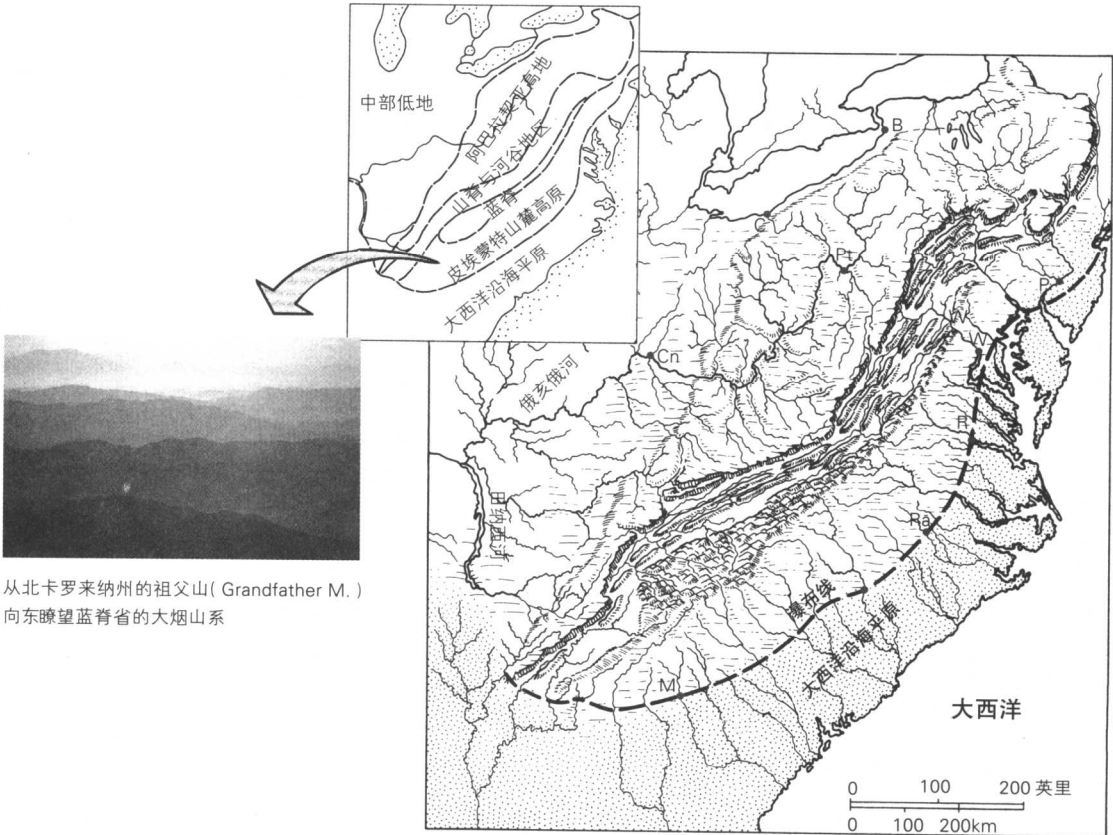 中部低地
阿巴拉契亚高地
山脊与河谷地区
蓝脊
皮埃蒙特山麓高原
大西洋沿海平原
B
C
Pt
P
Cn
W
R
Ra
M
俄亥俄河
田纳西河
瀑布线
大西洋沿海平原
大西洋
0 100 200 英里
0 100 200km
从北卡罗来纳州的祖父山( Grandfather M. )
向东瞭望蓝脊省的大烟山系